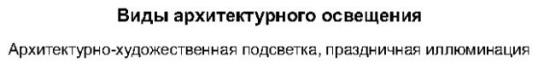 Виды архитектурного освещения
Архитектурно-художественная подсветка, праздничная иллюминация